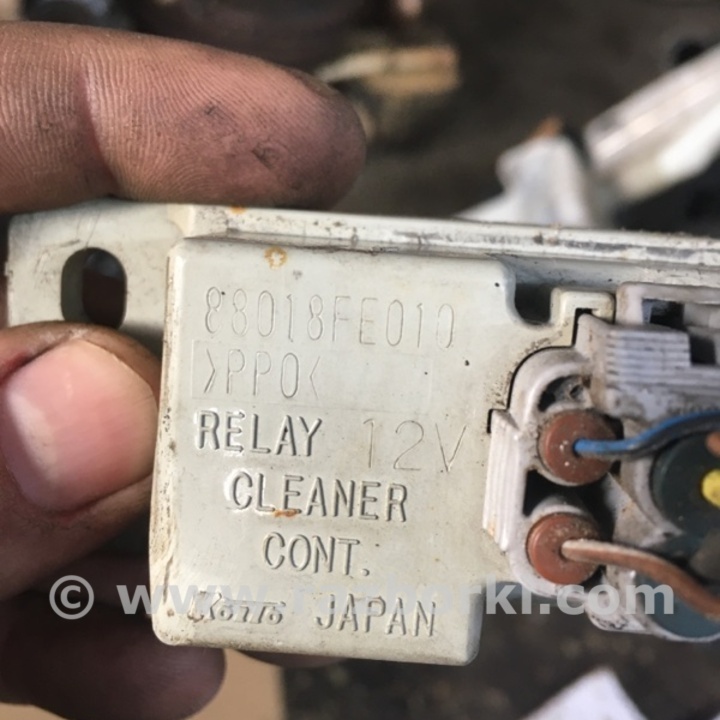 88018FE010
>PPO<
RELAY 12V
CLEANER
CONT.
JAPAN